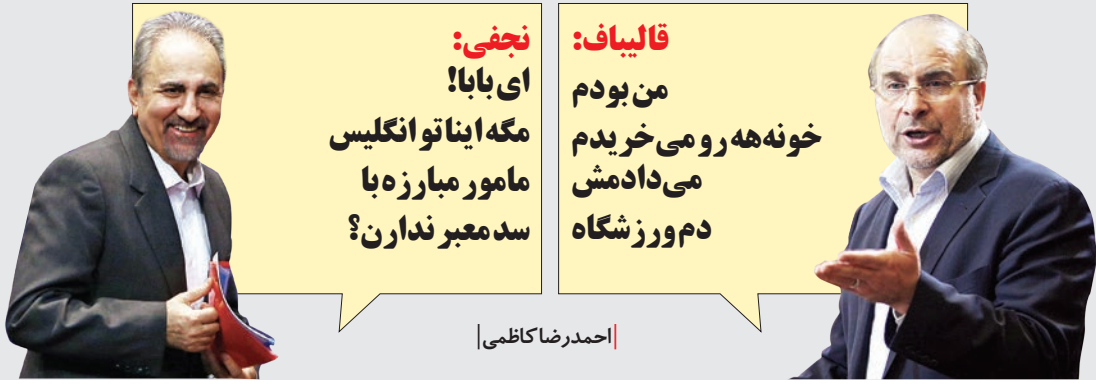 قالیباف:
من بودم
خونه‌هه رو می‌خریدم
می‌دادمش
دم ورزشگاه
نجفی:
ای بابا!
مگه اینا تو انگلیس
مامور مبارزه با
سد معبر ندارن؟
|احمدرضا کاظمی|